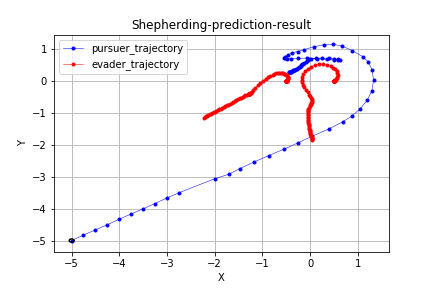 Shepherding-prediction-result
pursuer_trajectory
evader_trajectory
Y
1
0
−1
−2
−3
−4
−5
−5
−4
−3
−2
−1
0
1
X